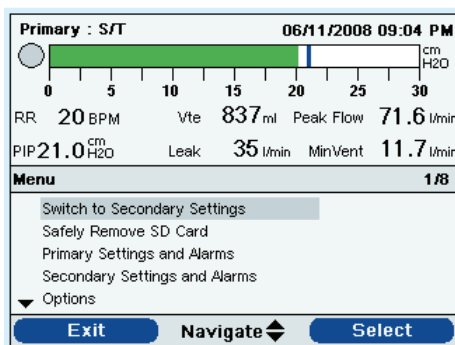 Primary : S/T 06/11/2008 09:04 PM
cm
H2O
0 5 10 15 20 25 30
RR 20 BPM Vte 837 ml Peak Flow 71.6 l/min
PIP 21.0 cm H2O Leak 35 l/min MinVent 11.7 l/min
Menu 1/8
Switch to Secondary Settings
Safely Remove SD Card
Primary Settings and Alarms
Secondary Settings and Alarms
Options
Exit Navigate Select